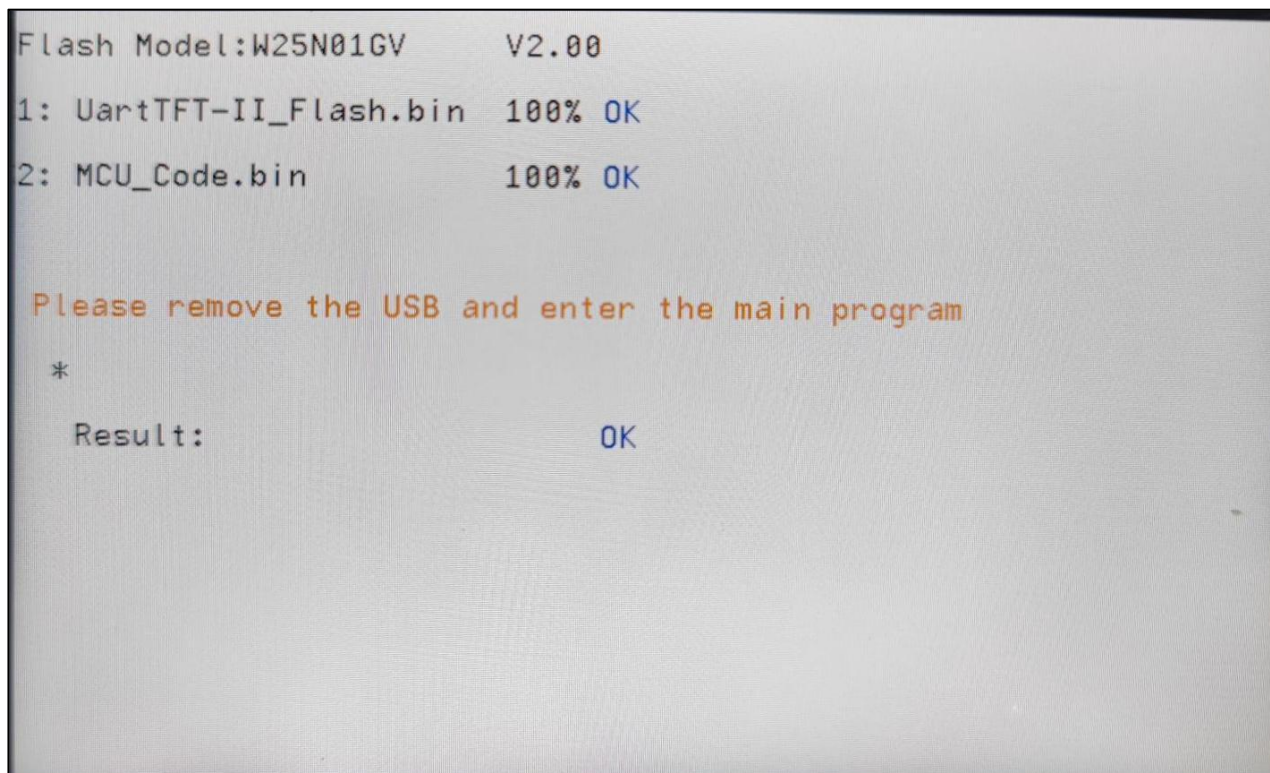 Flash Model:W25N01GV V2.00
1: UartTFT-II_Flash.bin 100% OK
2: MCU_Code.bin 100% OK
Please remove the USB and enter the main program
*
Result: OK